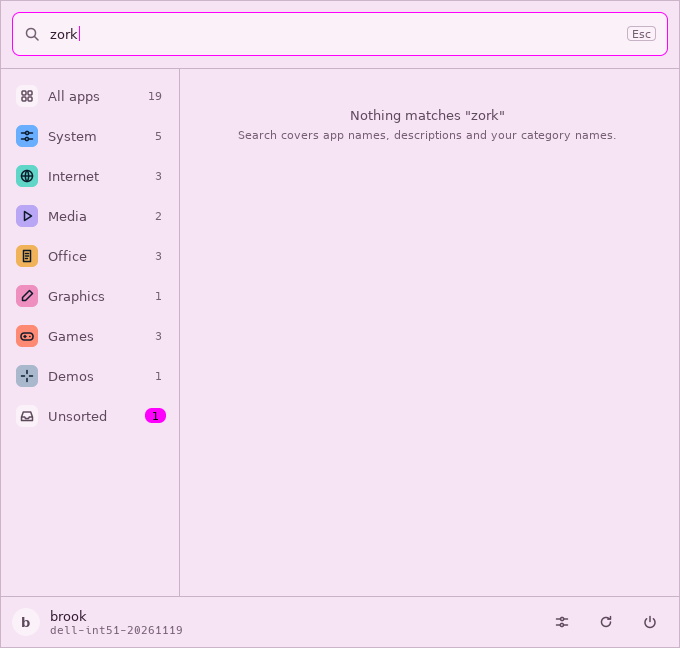 zork
Esc
All apps 19
System 5
Internet 3
Media 2
Office 3
Graphics 1
Games 3
Demos 1
Unsorted 1
Nothing matches "zork"
Search covers app names, descriptions and your category names.
b
brook
dell-int51-20261119